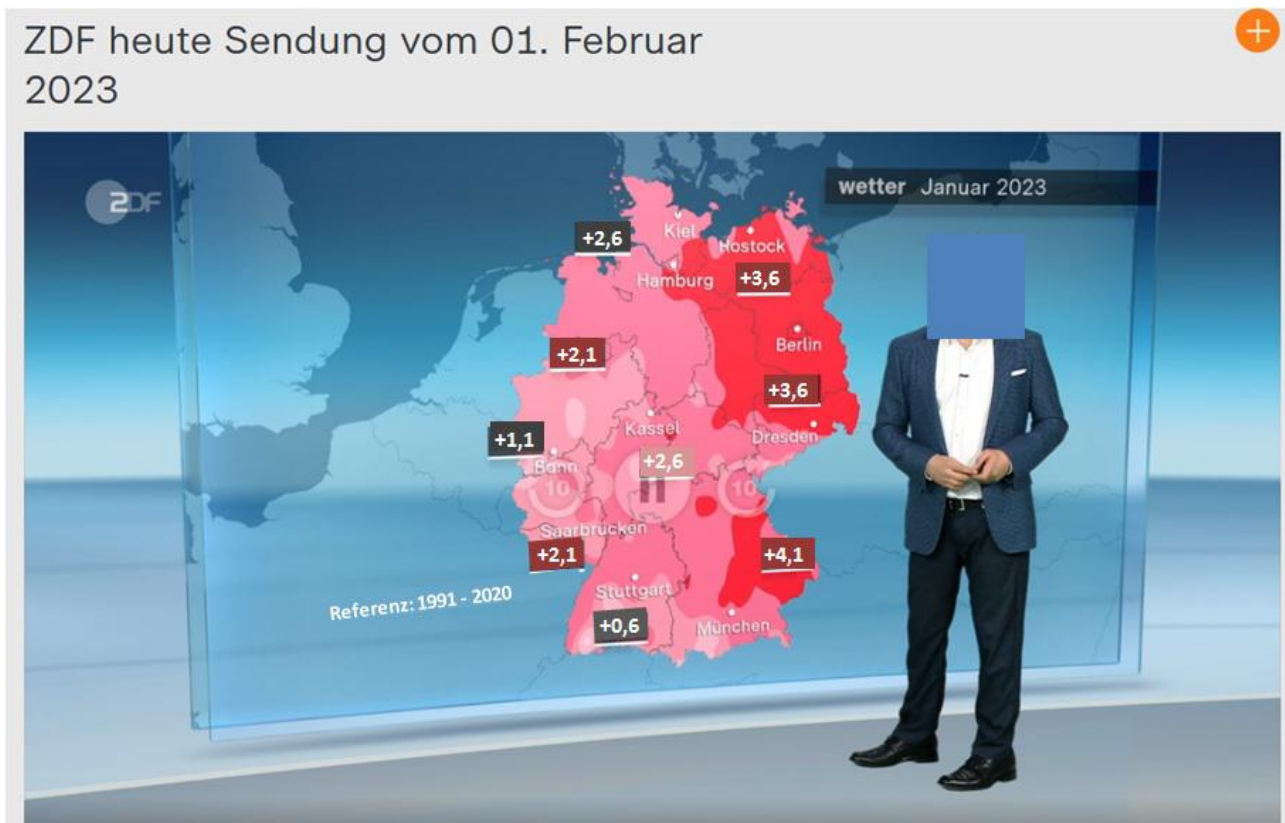 ZDF heute Sendung vom 01. Februar
2023
ZDF
wetter Januar 2023
+2,6
Kiel
Rostock
Hamburg
+3,6
Berlin
+2,1
+3,6
Kassel
Dresden
+1,1
+2,6
Bonn
10
10
Saarbrücken
+2,1
+4,1
Stuttgart
Referenz: 1991 - 2020
+0,6
München